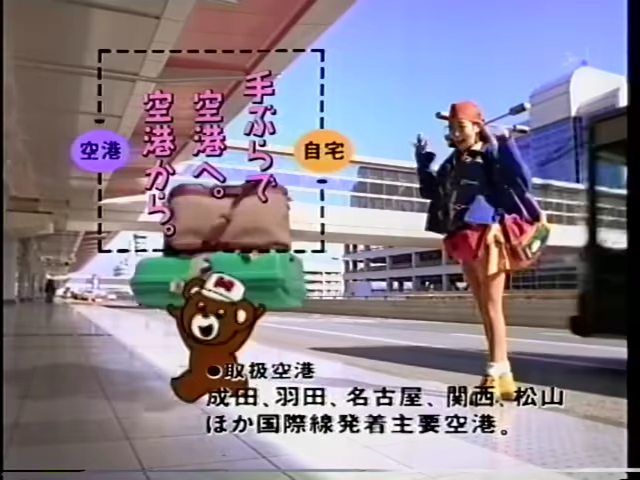 手ぶらで
空港へ。
空港から。
空港
自宅
●取扱空港
成田、羽田、名古屋、関西、松山
ほか国際線発着主要空港。